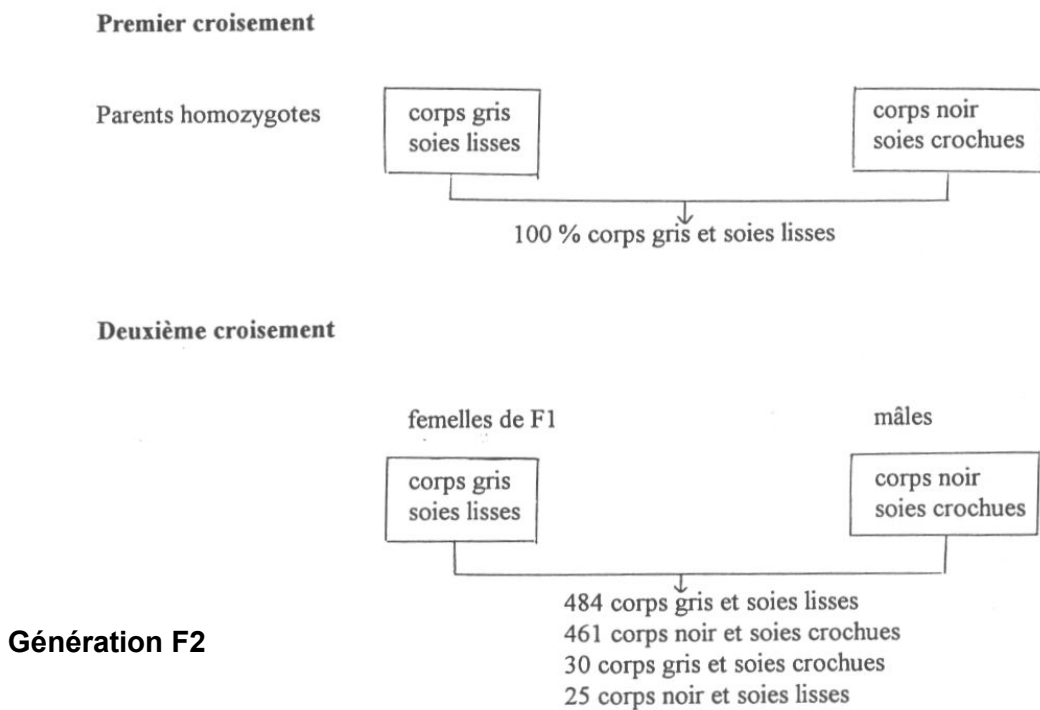 Premier croisement
Parents homozygotes
corps gris
soies lisses
corps noir
soies crochues
100 % corps gris et soies lisses
Deuxième croisement
femelles de F1
mâles
corps gris
soies lisses
corps noir
soies crochues
484 corps gris et soies lisses
461 corps noir et soies crochues
30 corps gris et soies crochues
25 corps noir et soies lisses
Génération F2